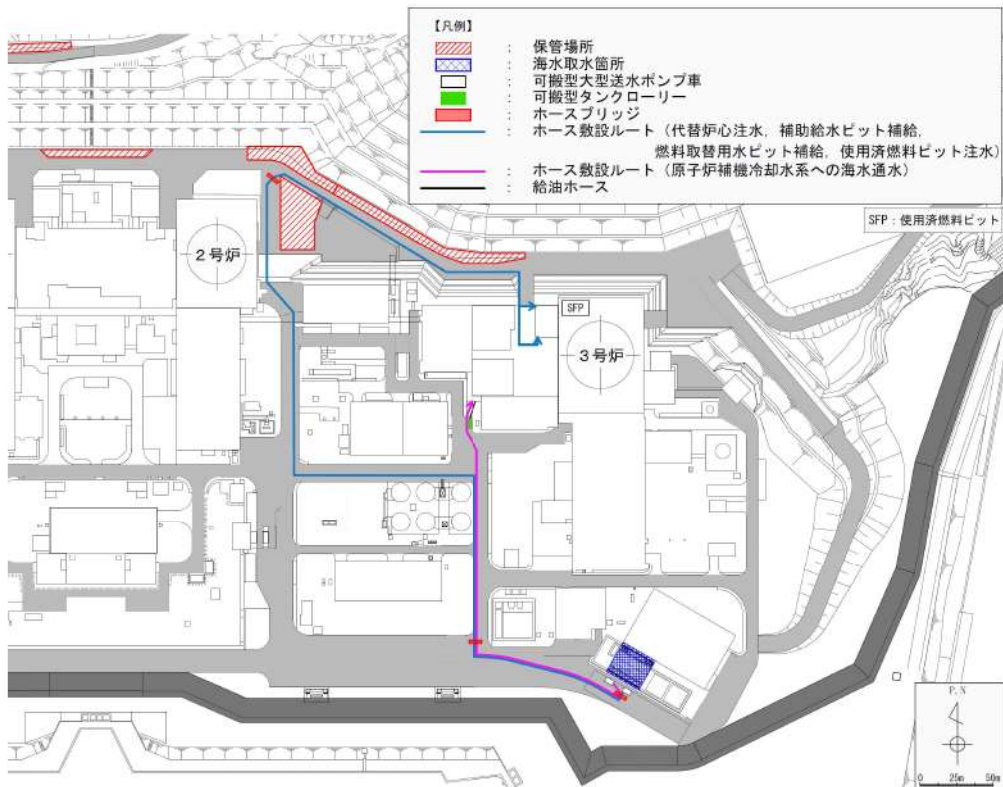 【凡例】
： 保管場所
： 海水取水箇所
： 可搬型大型送水ポンプ車
： 可搬型タンクローリー
： ホースブリッジ
： ホース敷設ルート（代替炉心注水，補助給水ピット補給，
燃料取替用水ピット補給，使用済燃料ピット注水）
： ホース敷設ルート（原子炉補機冷却水系への海水通水）
： 給油ホース
SFP：使用済燃料ピット
2号炉
SFP
3号炉
P.N
0 25m 50m